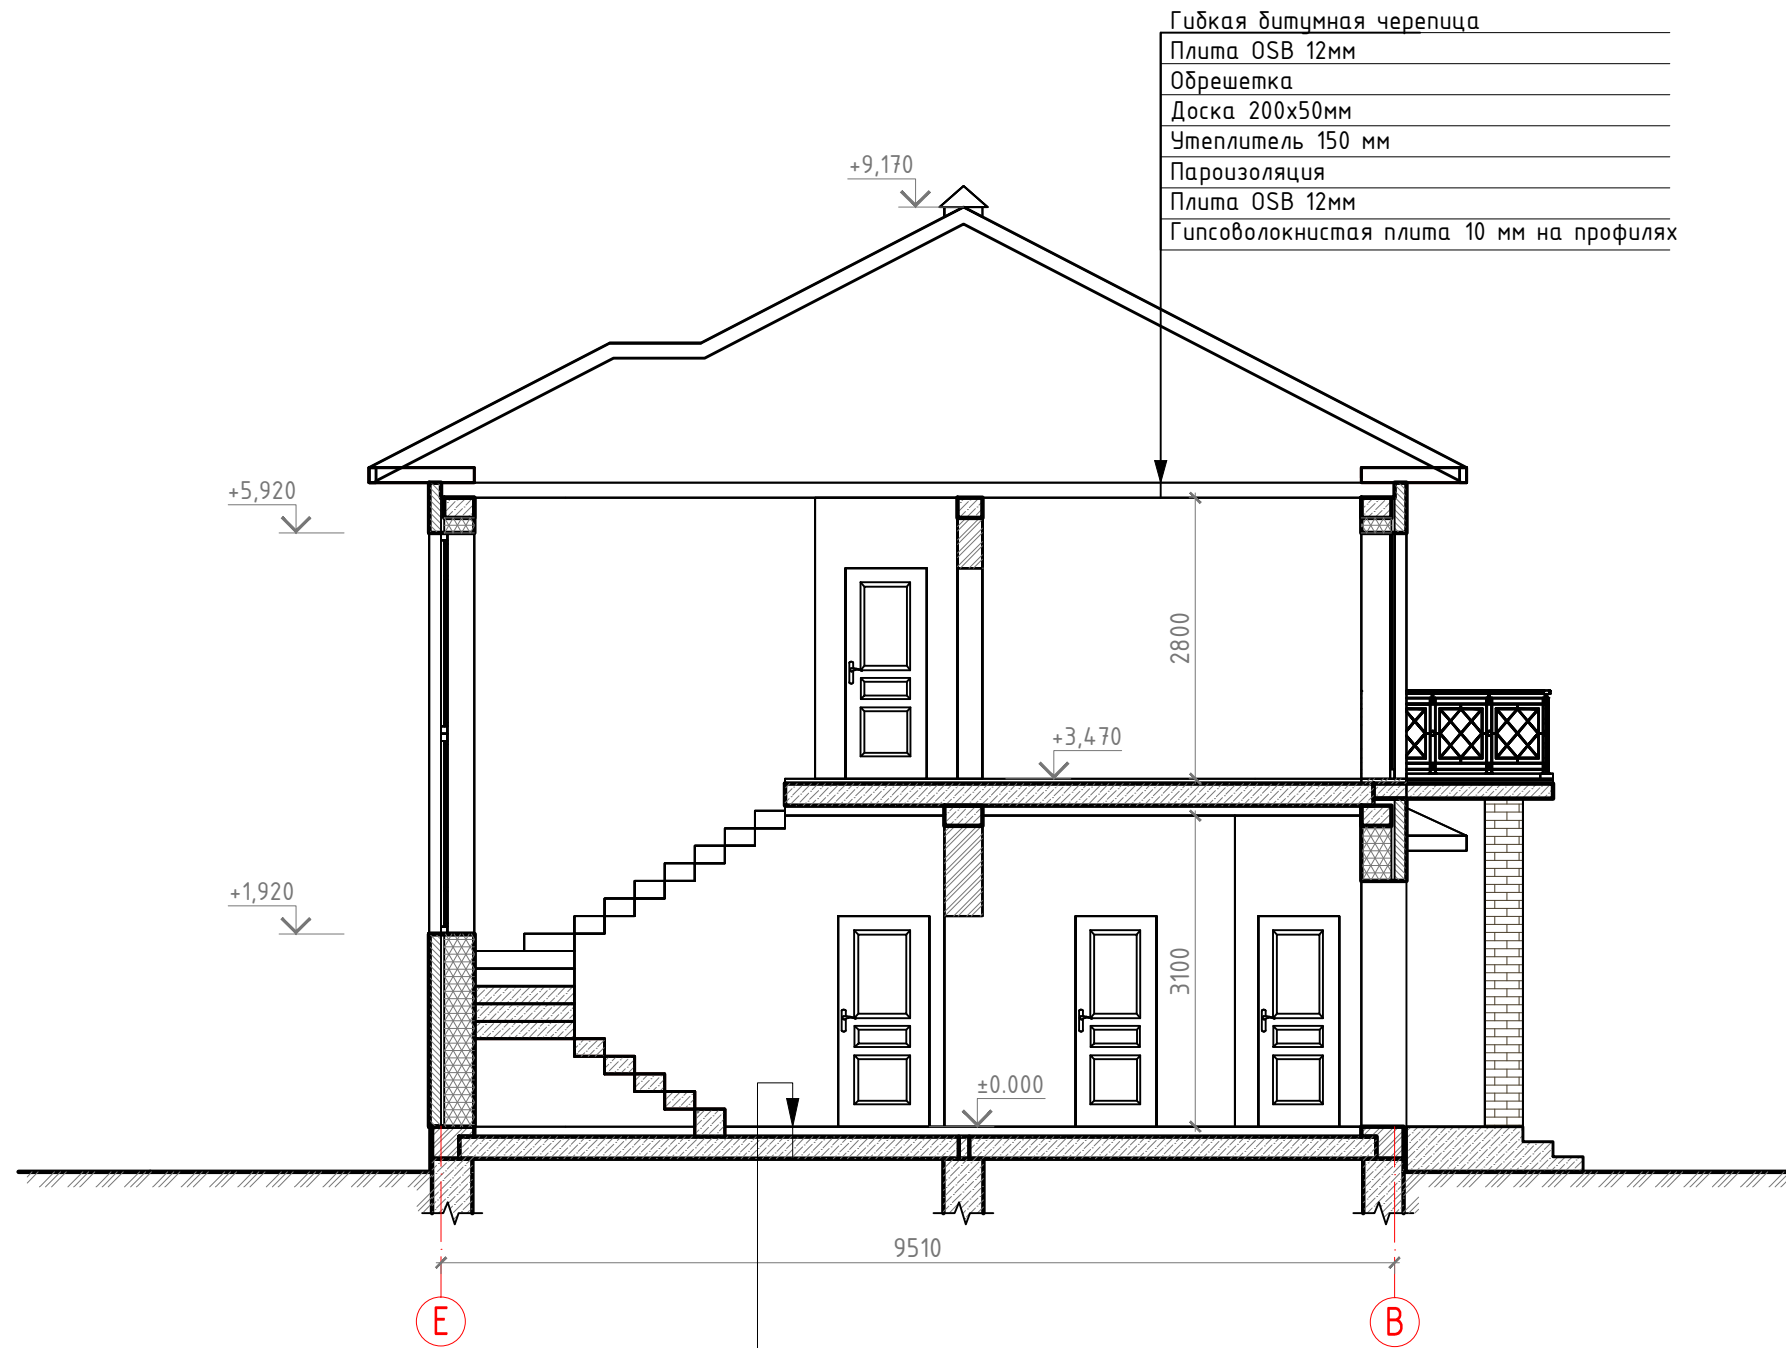 Гибкая битумная черепица
Плита OSB 12мм
Обрешетка
Доска 200x50мм
Утеплитель 150 мм
Пароизоляция
Плита OSB 12мм
Гипсоволокнистая плита 10 мм на профилях
+9,170
+5,920
2800
+3,470
+1,920
3100
±0.000
9510
Е
В